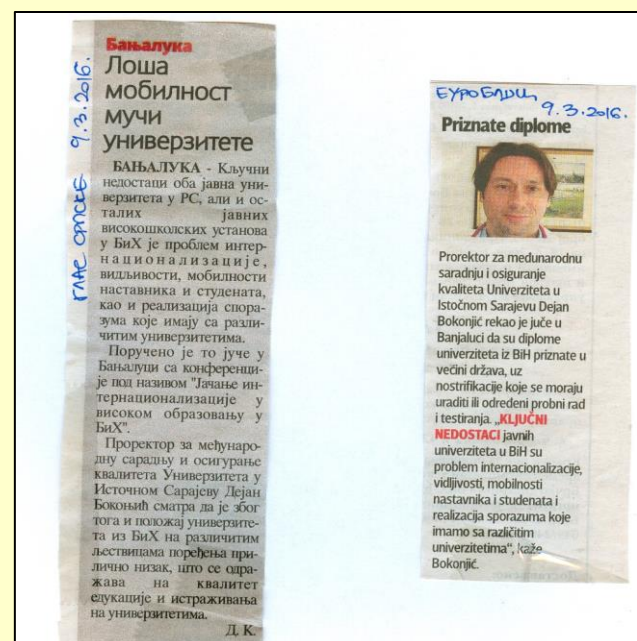 ГЛАС СРПСКЕ 9.3.2016.
Бањалука
Лоша
мобилност
мучи
универзитете
БАЊАЛУКА - Кључни
недостаци оба јавна уни-
верзитета у РС, али и ос-
талих јавних
високошколских установа
у БиХ је проблем интер-
национализације,
видљивости, мобилности
наставника и студената,
као и реализација спора-
зума које имају са разли-
читим универзитетима.
Поручено је то јуче у
Бањалуци са конференци-
је под називом "Јачање ин-
тернационализације у
високом образовању у
БиХ".
Проректор за међунаро-
дну сарадњу и осигурање
квалитета Универзитета у
Источном Сарајеву Дејан
Бокоњић сматра да је због
тога и положај универзите-
та из БиХ на различитим
љествицама поређења при-
лично низак, што се одра-
жава на квалитет
едукације и истраживања
на универзитетима.
Д. К.
ЕУРОБЛИЦ
9.3.2016.
Priznate diplome
Prorektor za međunarodnu
saradnju i osiguranje
kvaliteta Univerziteta u
Istočnom Sarajevu Dejan
Bokonjić rekao je juče u
Banjaluci da su diplome
univerziteta iz BiH priznate u
većini država, uz
nostrifikacije koje se moraju
uraditi ili određeni probni rad
i testiranja. „KLJUČNI
NEDOSTACI javnih
univerziteta u BiH su
problem internacionalizacije,
vidljivosti, mobilnosti
nastavnika i studenata i
realizacija sporazuma koje
imamo sa različitim
univerzitetima“, kaže
Bokonjić.